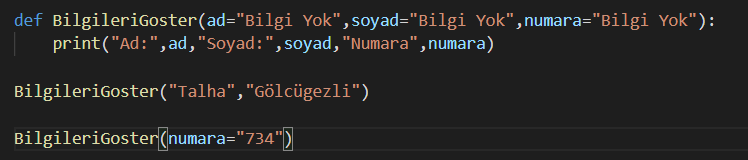 def BilgileriGoster(ad="Bilgi Yok",soyad="Bilgi Yok",numara="Bilgi Yok"):
    print("Ad:",ad,"Soyad:",soyad,"Numara",numara)
BilgileriGoster("Talha","Gölcügezli")
BilgileriGoster(numara="734")